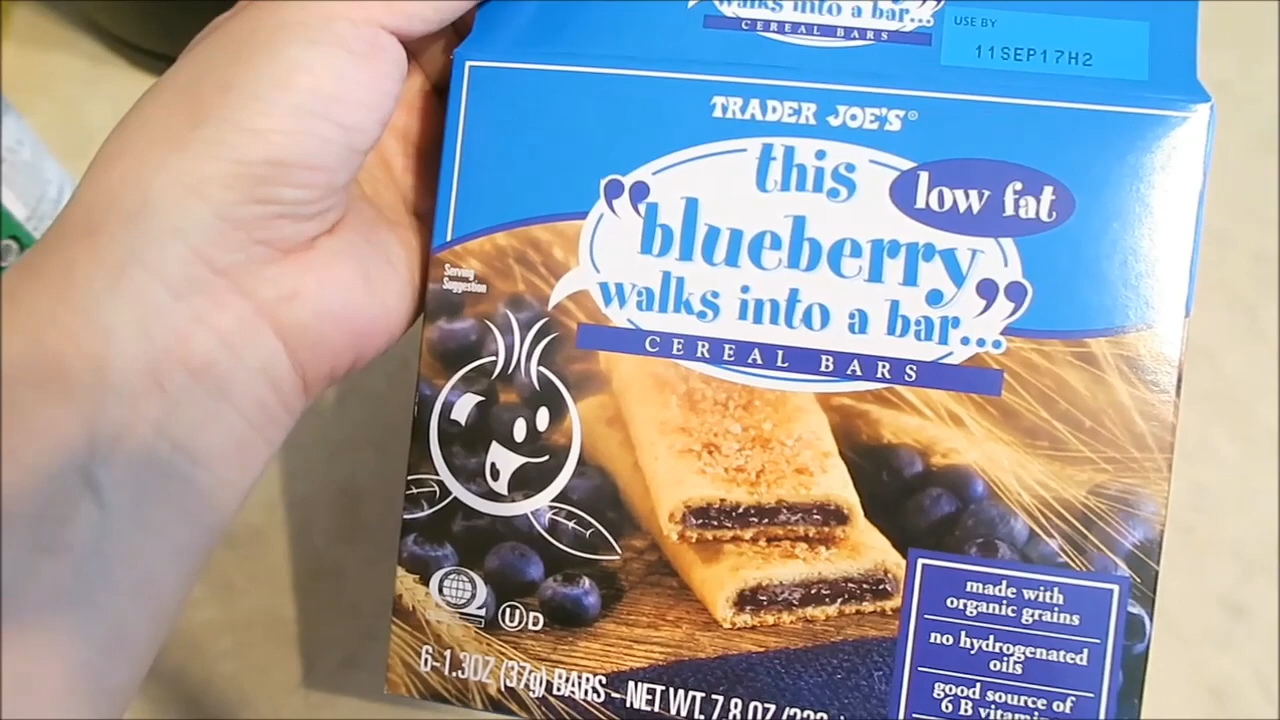 walks into a bar...
CEREAL BARS
USE BY
11SEP17H2
TRADER JOE'S®
this
low fat
"blueberry
walks into a bar..."
CEREAL BARS
Serving
Suggestion
U D
made with
organic grains
no hydrogenated
oils
good source of
6 B vitamins
6-1.3OZ (37g) BARS - NET WT. 7.8 OZ